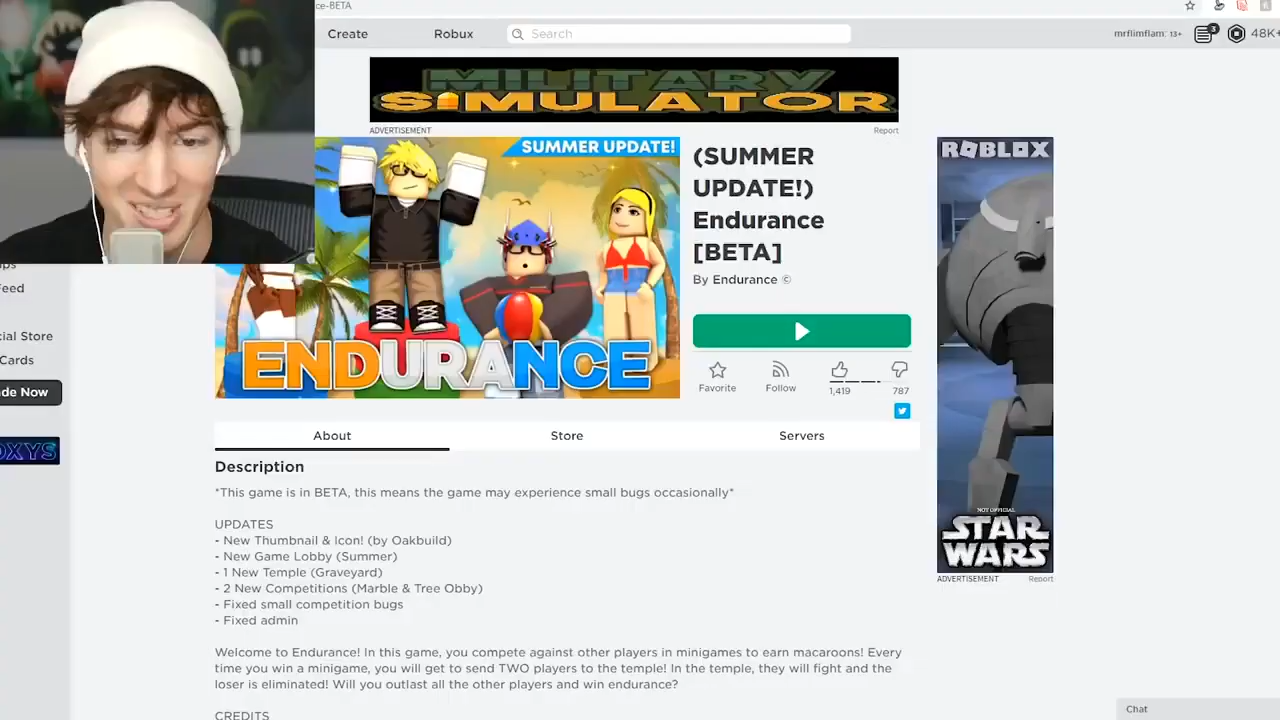 ce-BETA
Create
Robux
Search
mrflimflam: 13+
3
48K+
MILITARY
SIMULATOR
ADVERTISEMENT
Report
SUMMER UPDATE!
ENDURANCE
(SUMMER
UPDATE!)
Endurance
[BETA]
By Endurance ©
Favorite
Follow
1,419
787
ROBLOX
NOT OFFICIAL
STAR
WARS
ADVERTISEMENT
Report
ps
Feed
cial Store
Cards
de Now
OXYS
About
Store
Servers
Description
*This game is in BETA, this means the game may experience small bugs occasionally*
UPDATES
- New Thumbnail & Icon! (by Oakbuild)
- New Game Lobby (Summer)
- 1 New Temple (Graveyard)
- 2 New Competitions (Marble & Tree Obby)
- Fixed small competition bugs
- Fixed admin
Welcome to Endurance! In this game, you compete against other players in minigames to earn macaroons! Every
time you win a minigame, you will get to send TWO players to the temple! In the temple, they will fight and the
loser is eliminated! Will you outlast all the other players and win endurance?
CREDITS
Chat